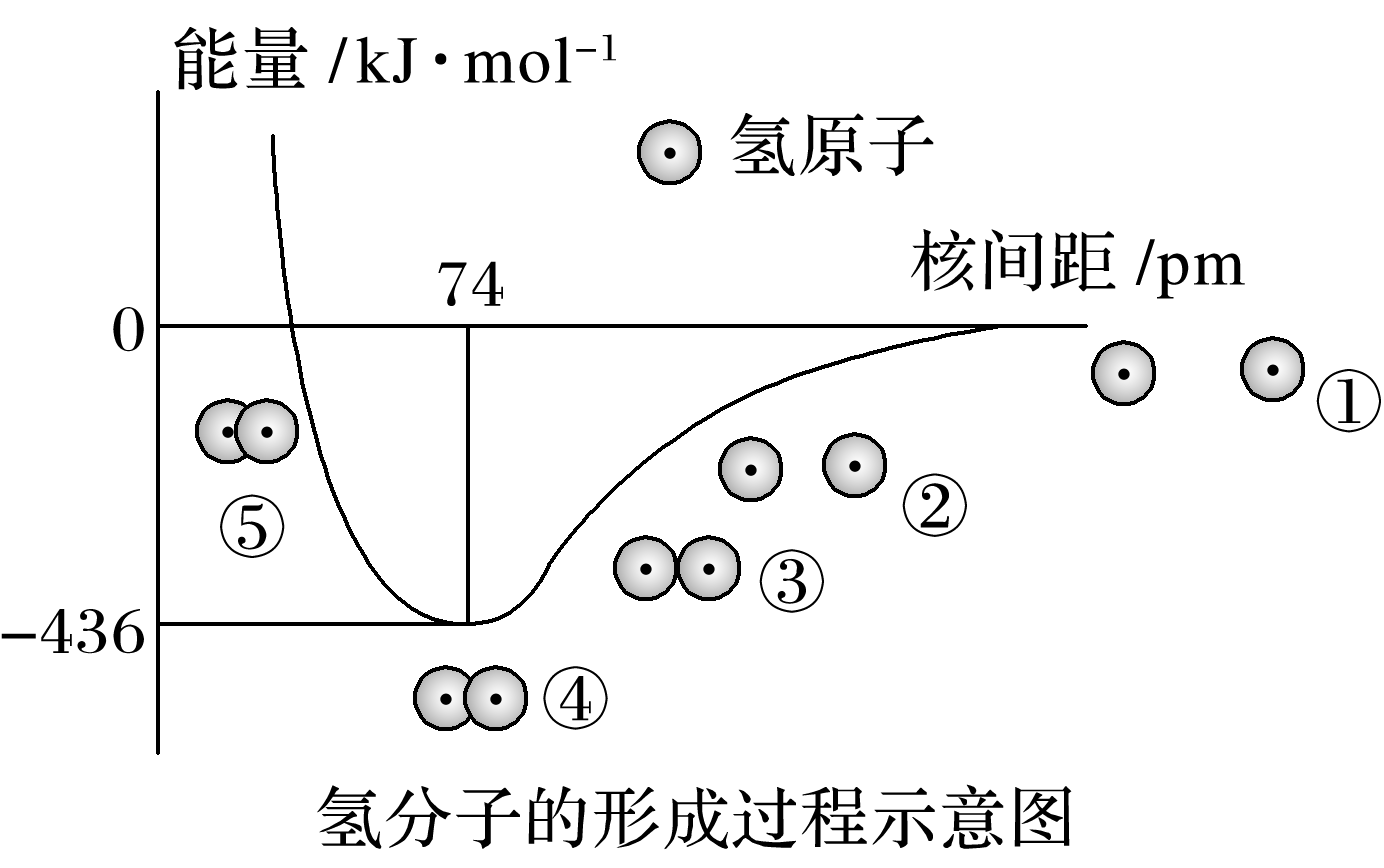 能量 /kJ·mol⁻¹
氢原子
核间距 /pm
74
0
①
②
⑤
③
−436
④
氢分子的形成过程示意图